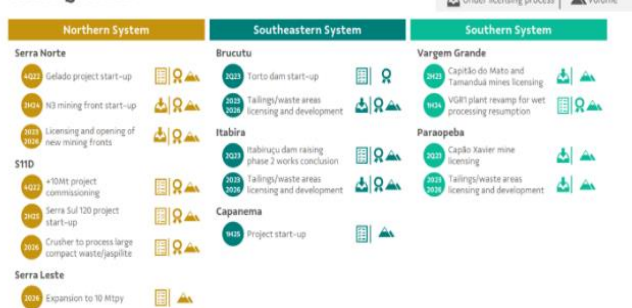 Under licensing process
Volume
Northern System
Serra Norte
4Q22 Gelado project start-up
2H24 N3 mining front start-up
2023 2026 Licensing and opening of
new mining fronts
S11D
4Q22 +10Mt project
commissioning
2H25 Serra Sul 120 project
start-up
2026 Crusher to process large
compact waste/jaspilite
Serra Leste
2026 Expansion to 10 Mtpy
Southeastern System
Brucutu
2Q23 Torto dam start-up
2023 2026 Tailings/waste areas
licensing and development
Itabira
2Q23 Itabiruçu dam raising
phase 2 works conclusion
2023 2026 Tailings/waste areas
licensing and development
Capanema
1H25 Project start-up
Southern System
Vargem Grande
2H23 Capitão do Mato and
Tamanduá mines licensing
1H24 VGR1 plant revamp for wet
processing resumption
Paraopeba
2Q23 Capão Xavier mine
licensing
2023 2026 Tailings/waste areas
licensing and development